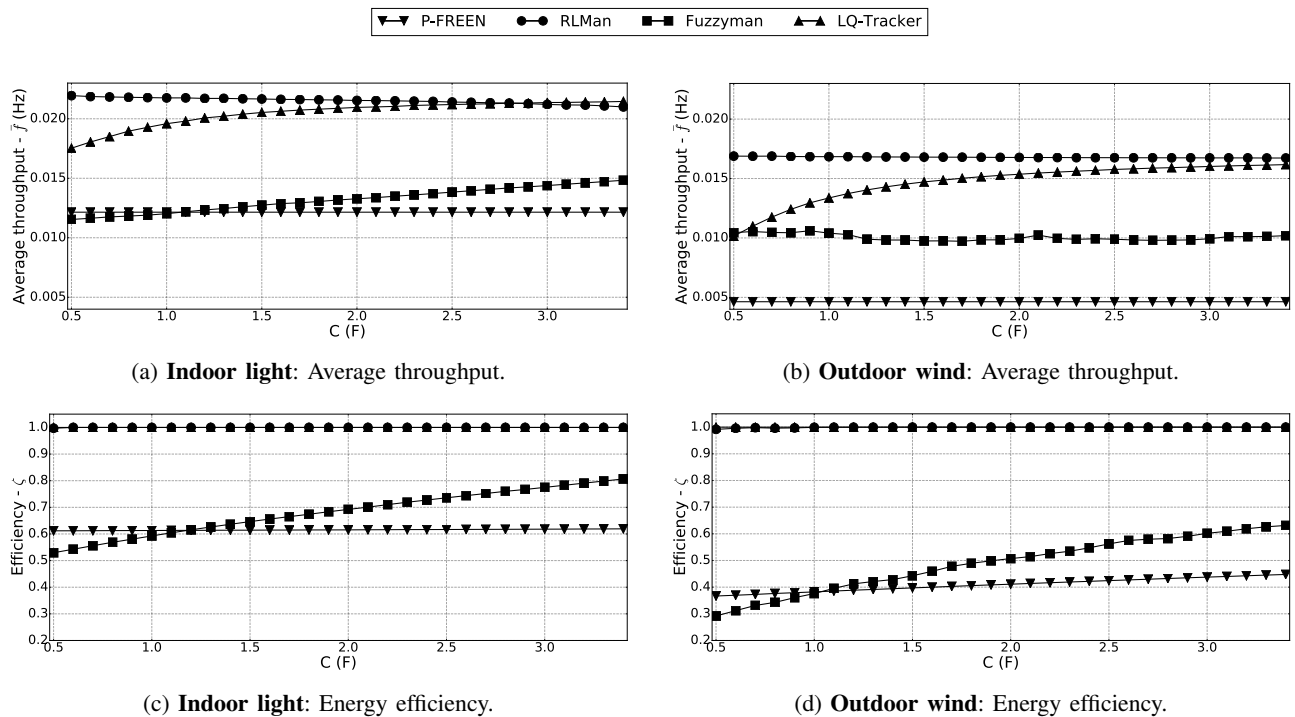 P-FREEN RLMan Fuzzyman LQ-Tracker
Average throughput - f̄ (Hz)
0.020
0.015
0.010
0.005
0.5 1.0 1.5 2.0 2.5 3.0
C (F)
(a) Indoor light: Average throughput.
Average throughput - f̄ (Hz)
0.020
0.015
0.010
0.005
0.5 1.0 1.5 2.0 2.5 3.0
C (F)
(b) Outdoor wind: Average throughput.
Efficiency - ζ
1.0
0.9
0.8
0.7
0.6
0.5
0.4
0.3
0.2
0.5 1.0 1.5 2.0 2.5 3.0
C (F)
(c) Indoor light: Energy efficiency.
Efficiency - ζ
1.0
0.9
0.8
0.7
0.6
0.5
0.4
0.3
0.2
0.5 1.0 1.5 2.0 2.5 3.0
C (F)
(d) Outdoor wind: Energy efficiency.